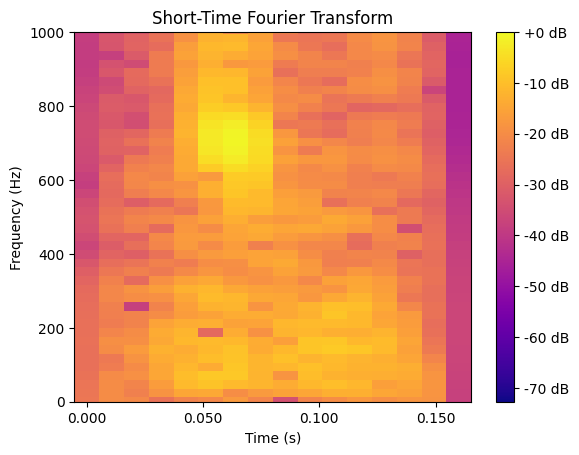 Short-Time Fourier Transform
1000
800
600
400
200
0
Frequency (Hz)
0.000
0.050
0.100
0.150
Time (s)
+0 dB
-10 dB
-20 dB
-30 dB
-40 dB
-50 dB
-60 dB
-70 dB